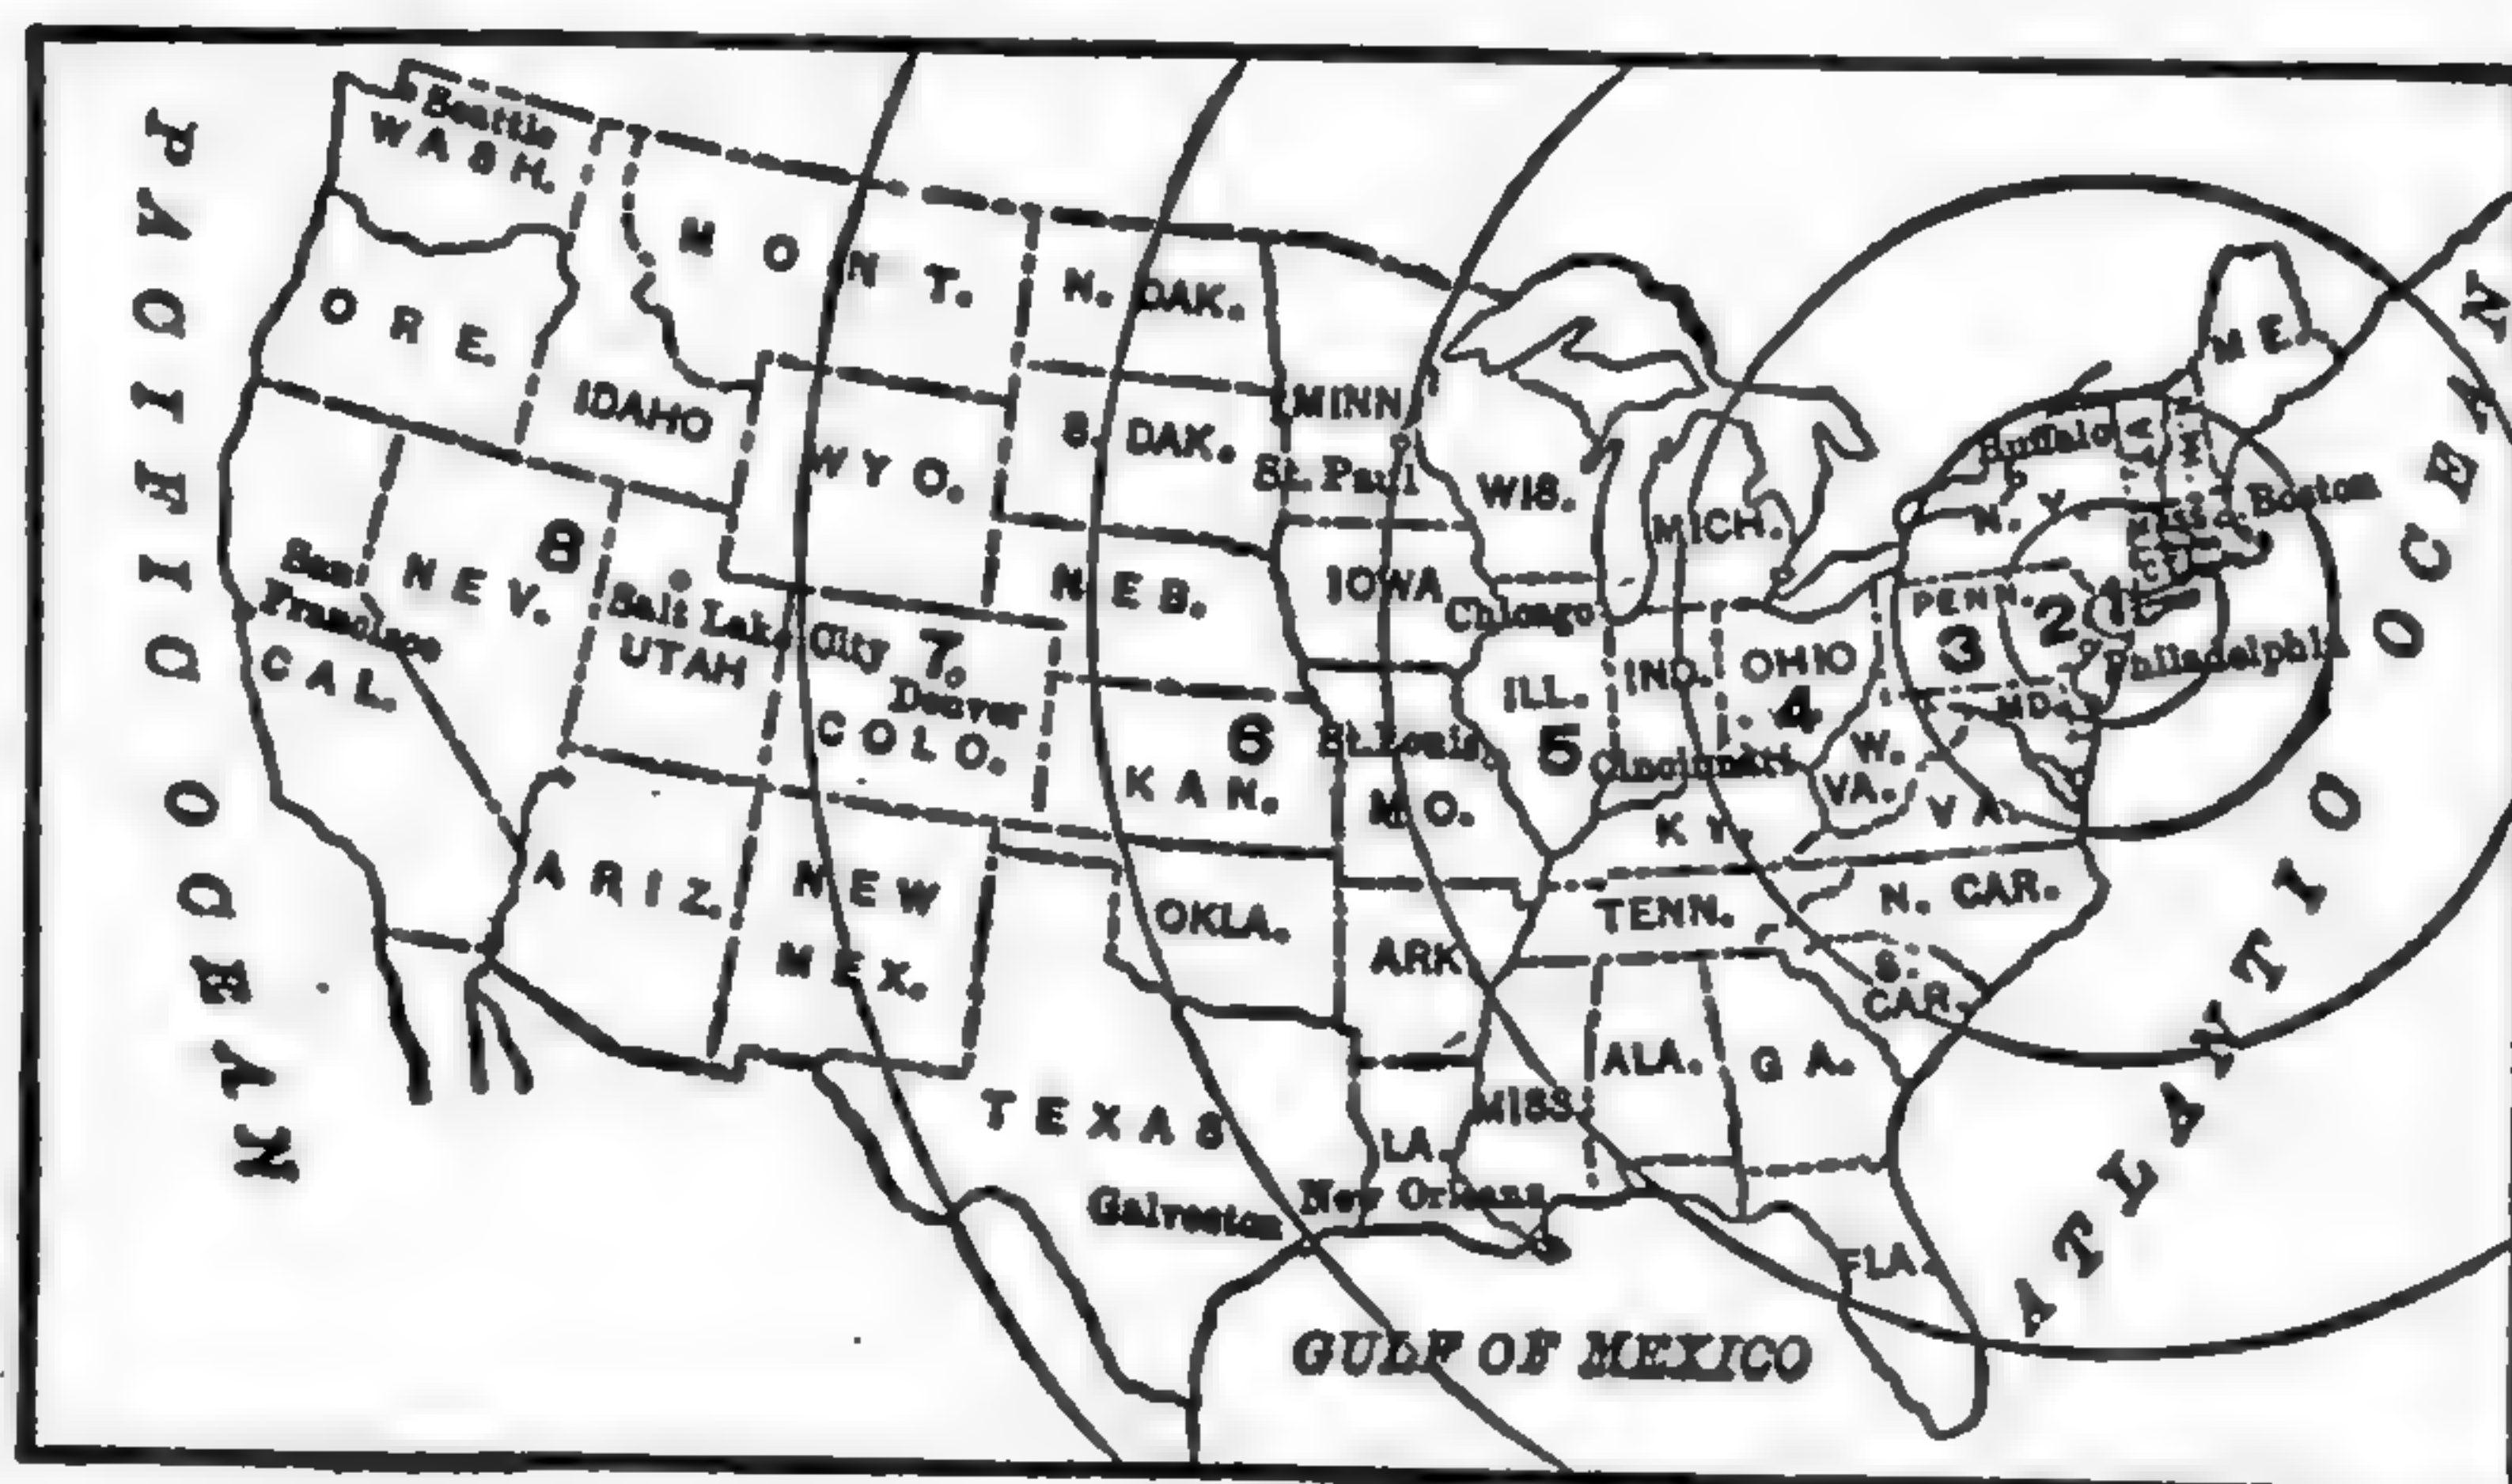 PACIFIC OCEAN
Seattle
WASH.
ORE.
IDAHO
MONT.
N. DAK.
S. DAK.
MINN
St. Paul
WIS.
MICH.
ME.
Buffalo
N. Y.
Boston
MASS
WYO.
NEB.
IOWA
Chicago
San
Francisco
CAL.
NEV.
8
Salt Lake City
UTAH
7
Denver
COLO.
KAN.
6
St. Louis
MO.
ILL.
5
IND.
OHIO
4
Cincinnati
PENN.
3
2
1
Philadelphia
MD.
W.
VA.
VA.
KY.
TENN.
N. CAR.
S.
CAR.
ARIZ.
NEW
MEX.
OKLA.
ARK
TEXAS
Galveston
LA.
New Orleans
MISS.
ALA.
GA.
FLA.
GULF OF MEXICO
ATLANTIC OCEAN